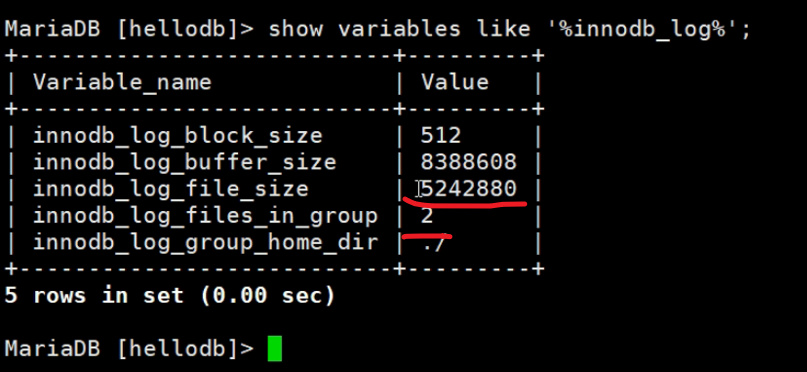 MariaDB [hellodb]> show variables like '%innodb_log%';
+---------------------------+---------+
| Variable_name | Value |
+---------------------------+---------+
| innodb_log_block_size | 512 |
| innodb_log_buffer_size | 8388608 |
| innodb_log_file_size | 5242880 |
| innodb_log_files_in_group | 2 |
| innodb_log_group_home_dir | ./ |
+---------------------------+---------+
5 rows in set (0.00 sec)
MariaDB [hellodb]>